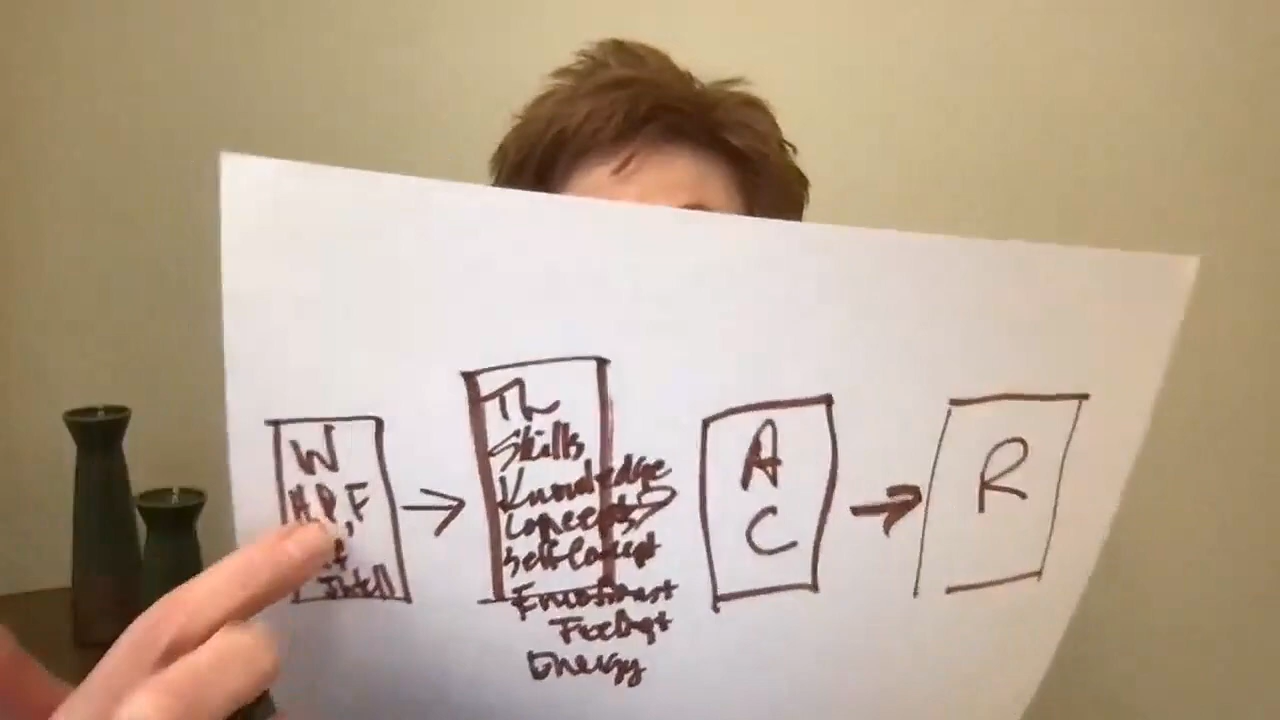 W
Th
Skills
Knowledge
Concepts
Self-Concept
Emotions+
Feelings+
Energy
A
C
R